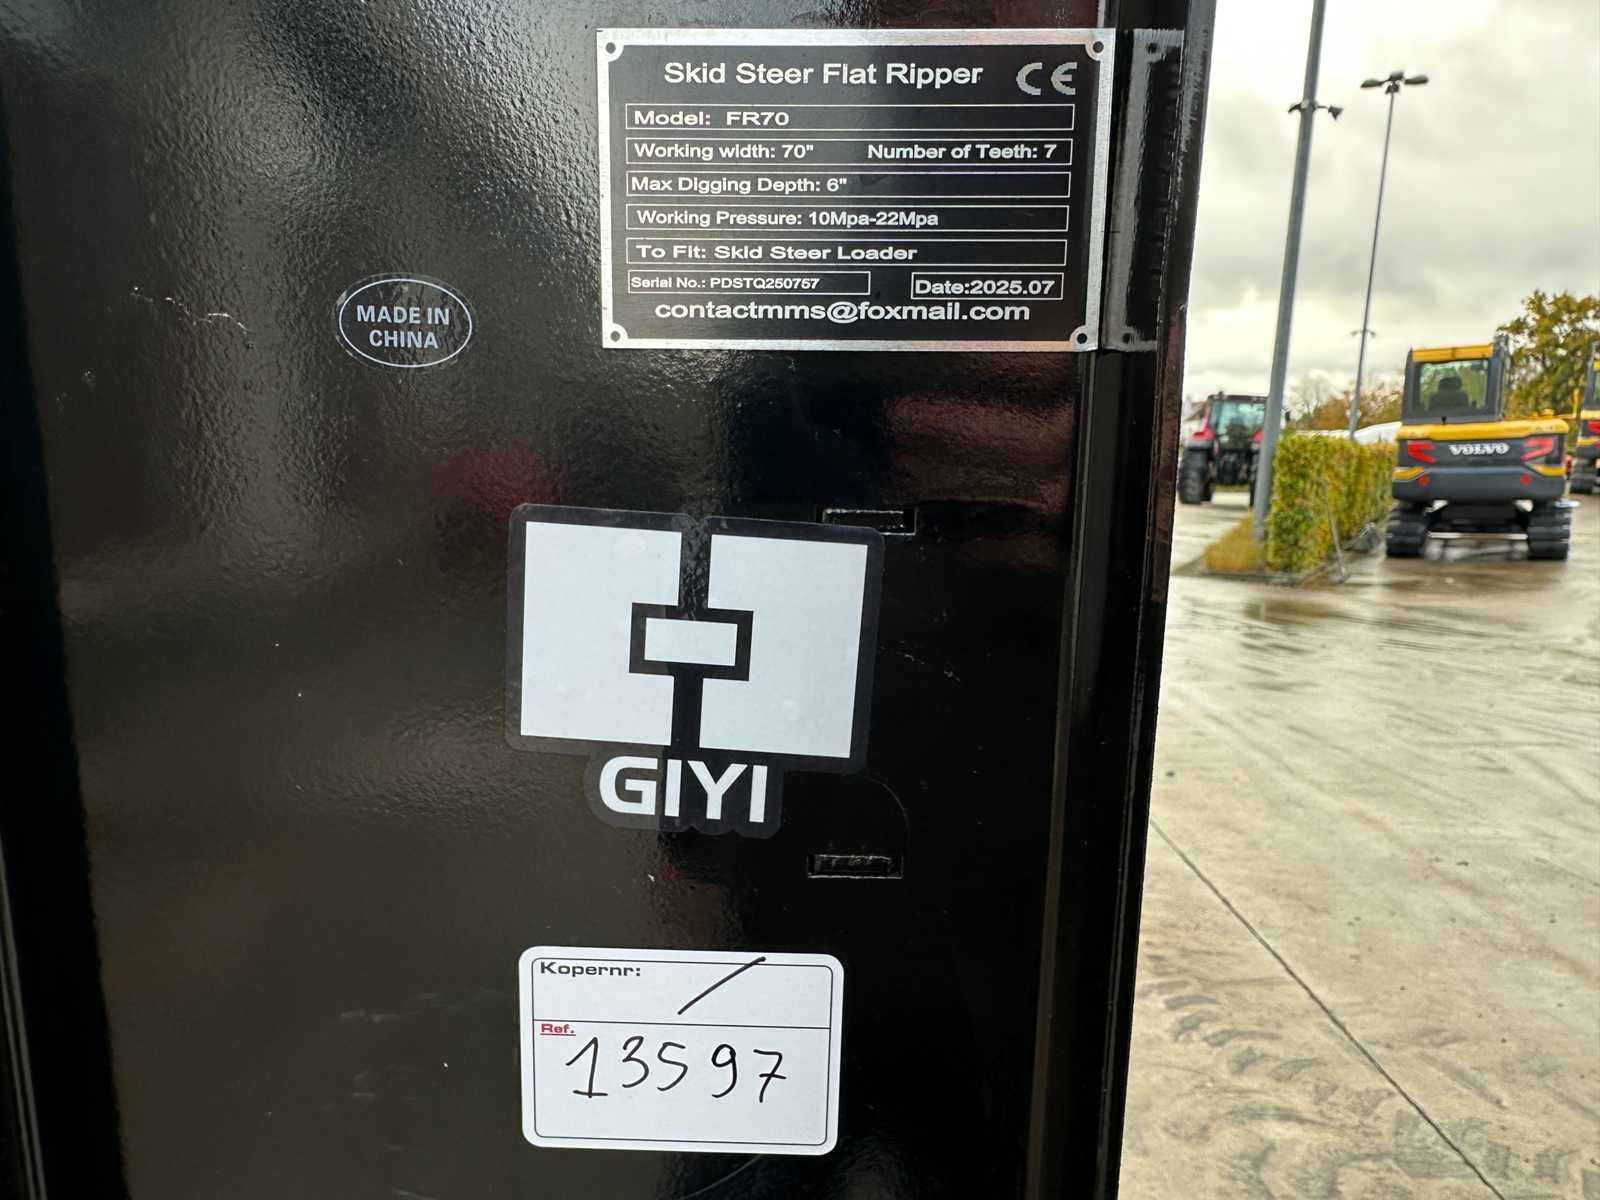 Skid Steer Flat Ripper CE
Model: FR70
Working width: 70" Number of Teeth: 7
Max Digging Depth: 6"
Working Pressure: 10Mpa-22Mpa
To Fit: Skid Steer Loader
Serial No.: PDSTQ250757 Date:2025.07
contactmms@foxmail.com
MADE IN
CHINA
VOLVO
GIYI
Kopernr: /
Ref.
13597